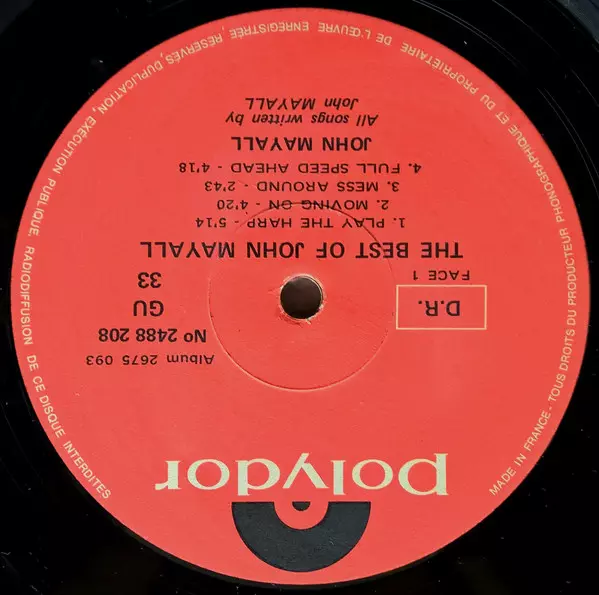 polydor
Album 2675 093
Nº 2488 208
GU
33
D.R.
FACE 1
THE BEST OF JOHN MAYALL
1. PLAY THE HARP - 5'14
2. MOVING ON - 4'20
3. MESS AROUND - 2'43
4. FULL SPEED AHEAD - 4'18
JOHN MAYALL
All songs written by
John MAYALL
MADE IN FRANCE - TOUS DROITS DU PRODUCTEUR PHONOGRAPHIQUE ET DU PROPRIETAIRE DE L'ŒUVRE ENREGISTRÉE, RÉSERVÉS, DUPLICATION, EXÉCUTION PUBLIQUE, RADIODIFFUSION DE CE DISQUE INTERDITES